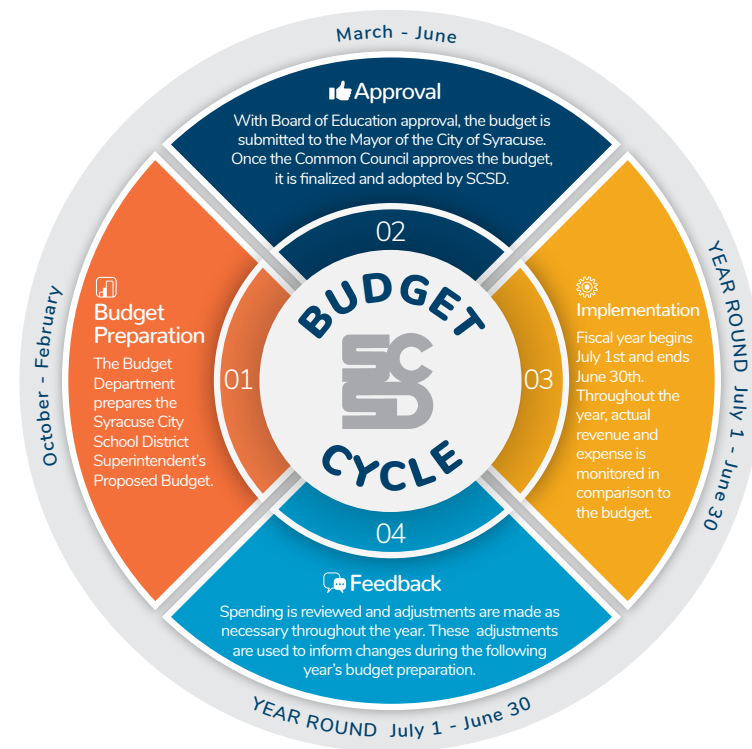 March - June
Approval
With Board of Education approval, the budget is
submitted to the Mayor of the City of Syracuse.
Once the Common Council approves the budget,
it is finalized and adopted by SCSD.
02
October - February
Budget
Preparation
The Budget
Department
prepares the
Syracuse City
School District
Superintendent's
Proposed Budget.
01
BUDGET
SCSD
CYCLE
03
Implementation
Fiscal year begins
July 1st and ends
June 30th.
Throughout the
year, actual
revenue and
expense is
monitored in
comparison to
the budget.
YEAR ROUND July 1 - June 30
04
Feedback
Spending is reviewed and adjustments are made as
necessary throughout the year. These adjustments
are used to inform changes during the following
year's budget preparation.
YEAR ROUND July 1 - June 30